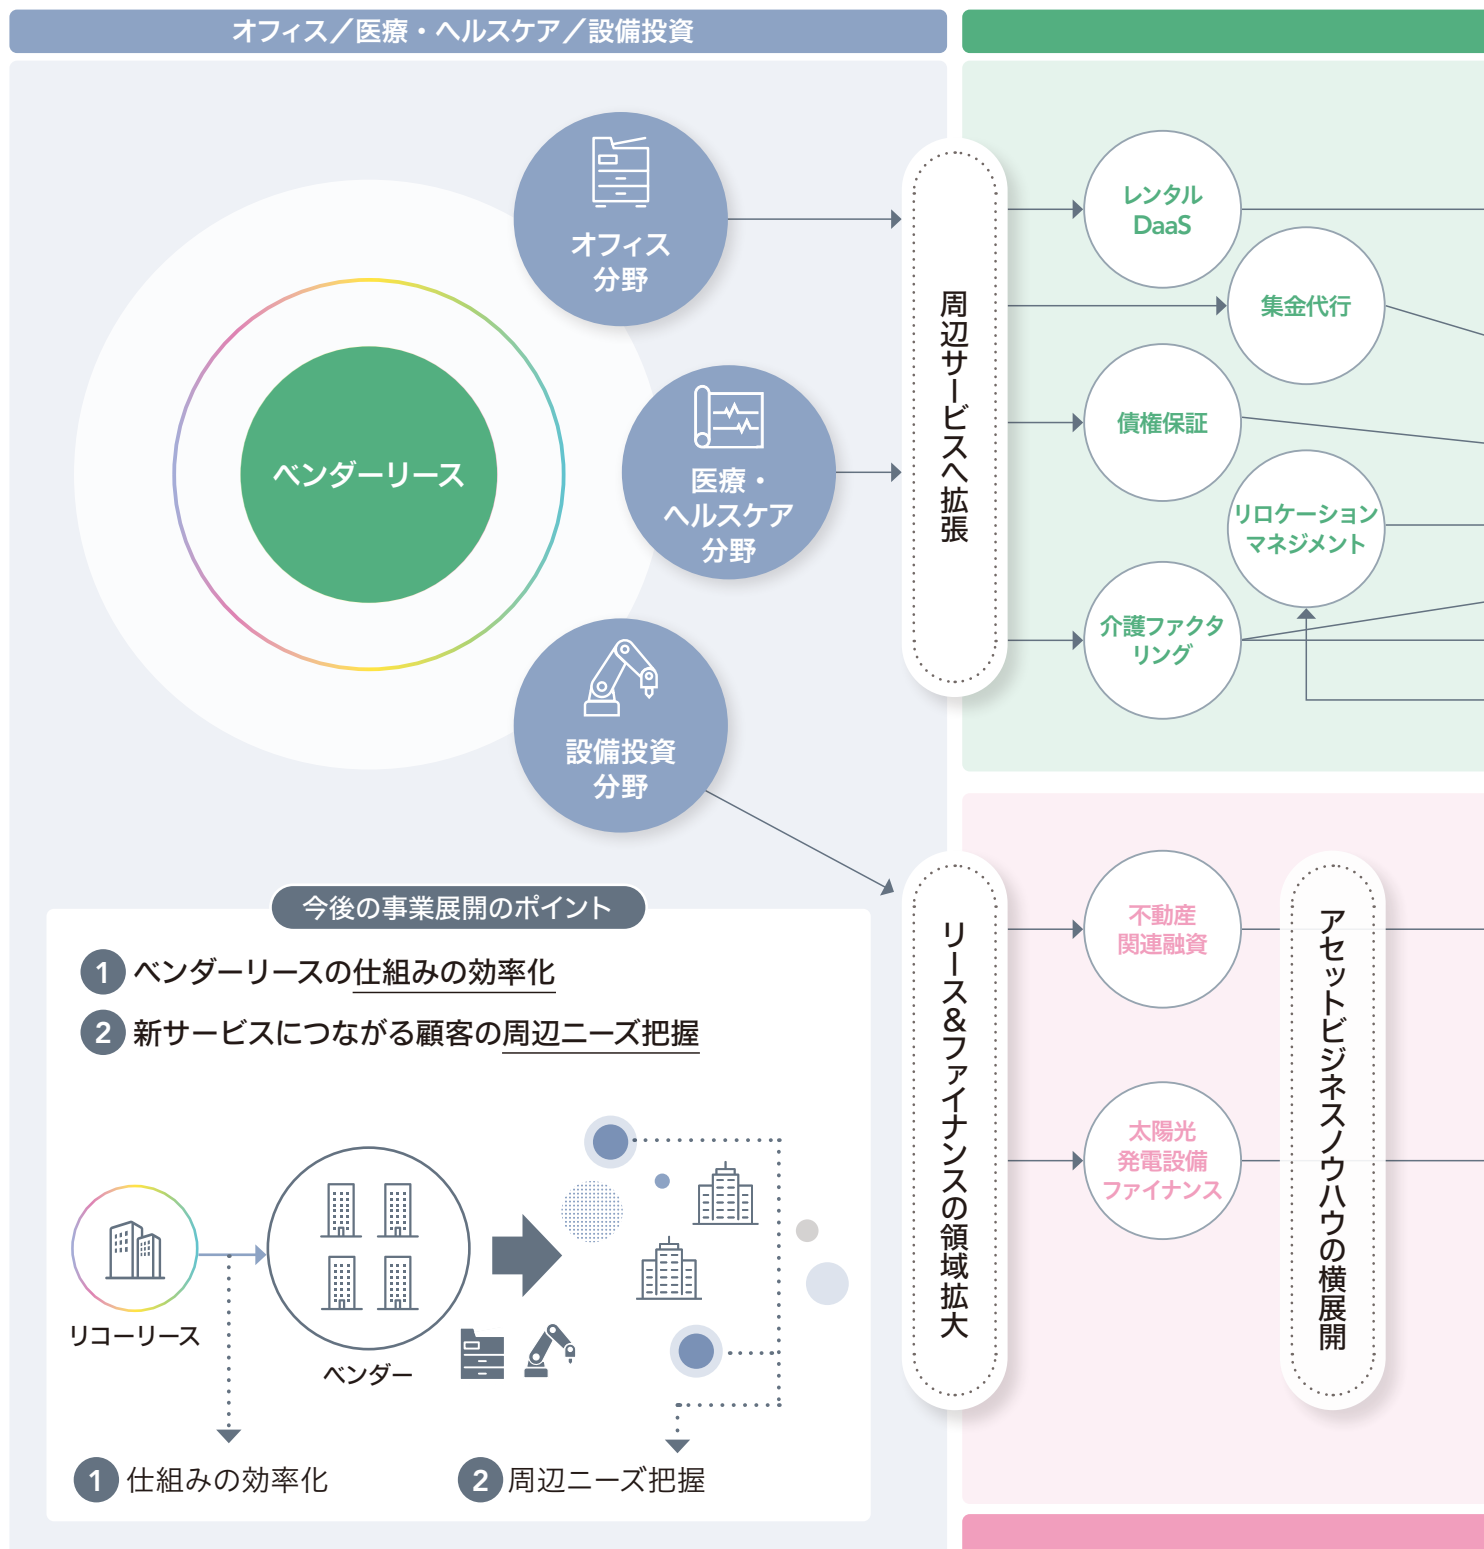 オフィス／医療・ヘルスケア／設備投資
オフィス
分野
医療・
ヘルスケア
分野
設備投資
分野
ベンダーリース
周辺サービスへ拡張
レンタル
DaaS
集金代行
債権保証
リロケーション
マネジメント
介護ファクタ
リング
リース&ファイナンスの領域拡大
不動産
関連融資
太陽光
発電設備
ファイナンス
アセットビジネスノウハウの横展開
今後の事業展開のポイント
1 ベンダーリースの仕組みの効率化
2 新サービスにつながる顧客の周辺ニーズ把握
リコーリース
ベンダー
1 仕組みの効率化
2 周辺ニーズ把握